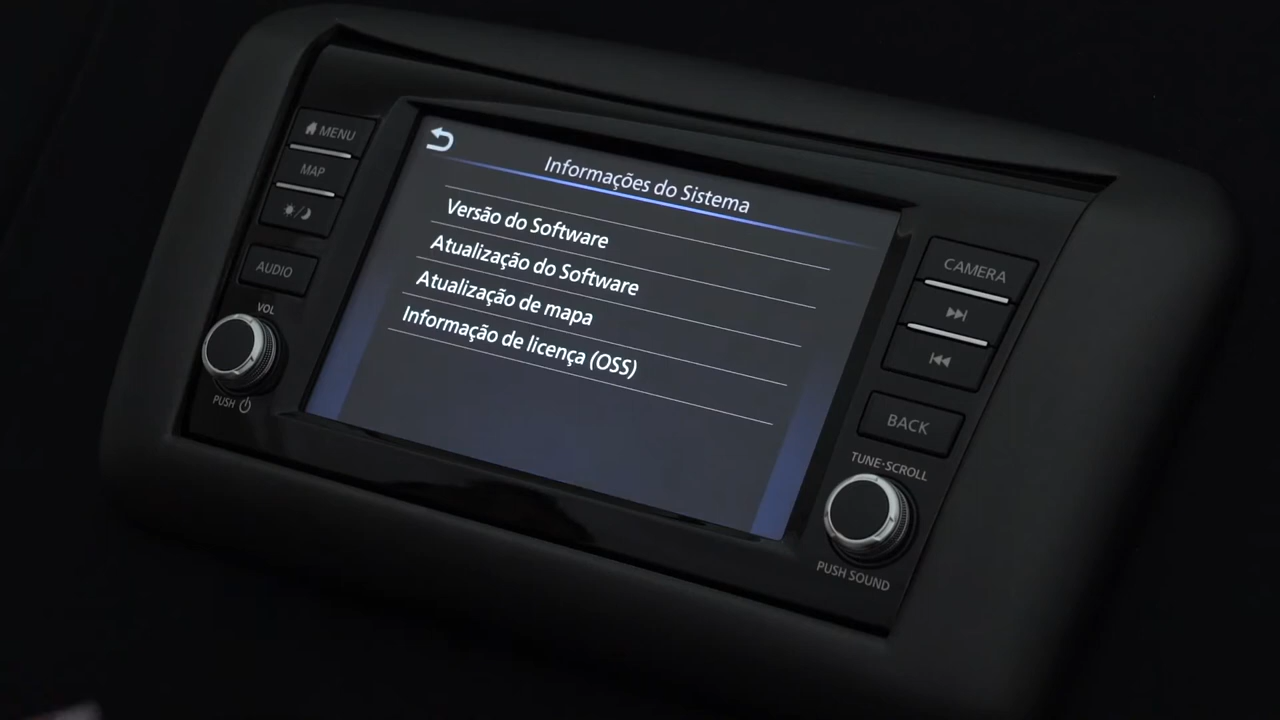 MENU
MAP
AUDIO
VOL
PUSH
Informações do Sistema
Versão do Software
Atualização do Software
Atualização de mapa
Informação de licença (OSS)
CAMERA
BACK
TUNE·SCROLL
PUSH SOUND